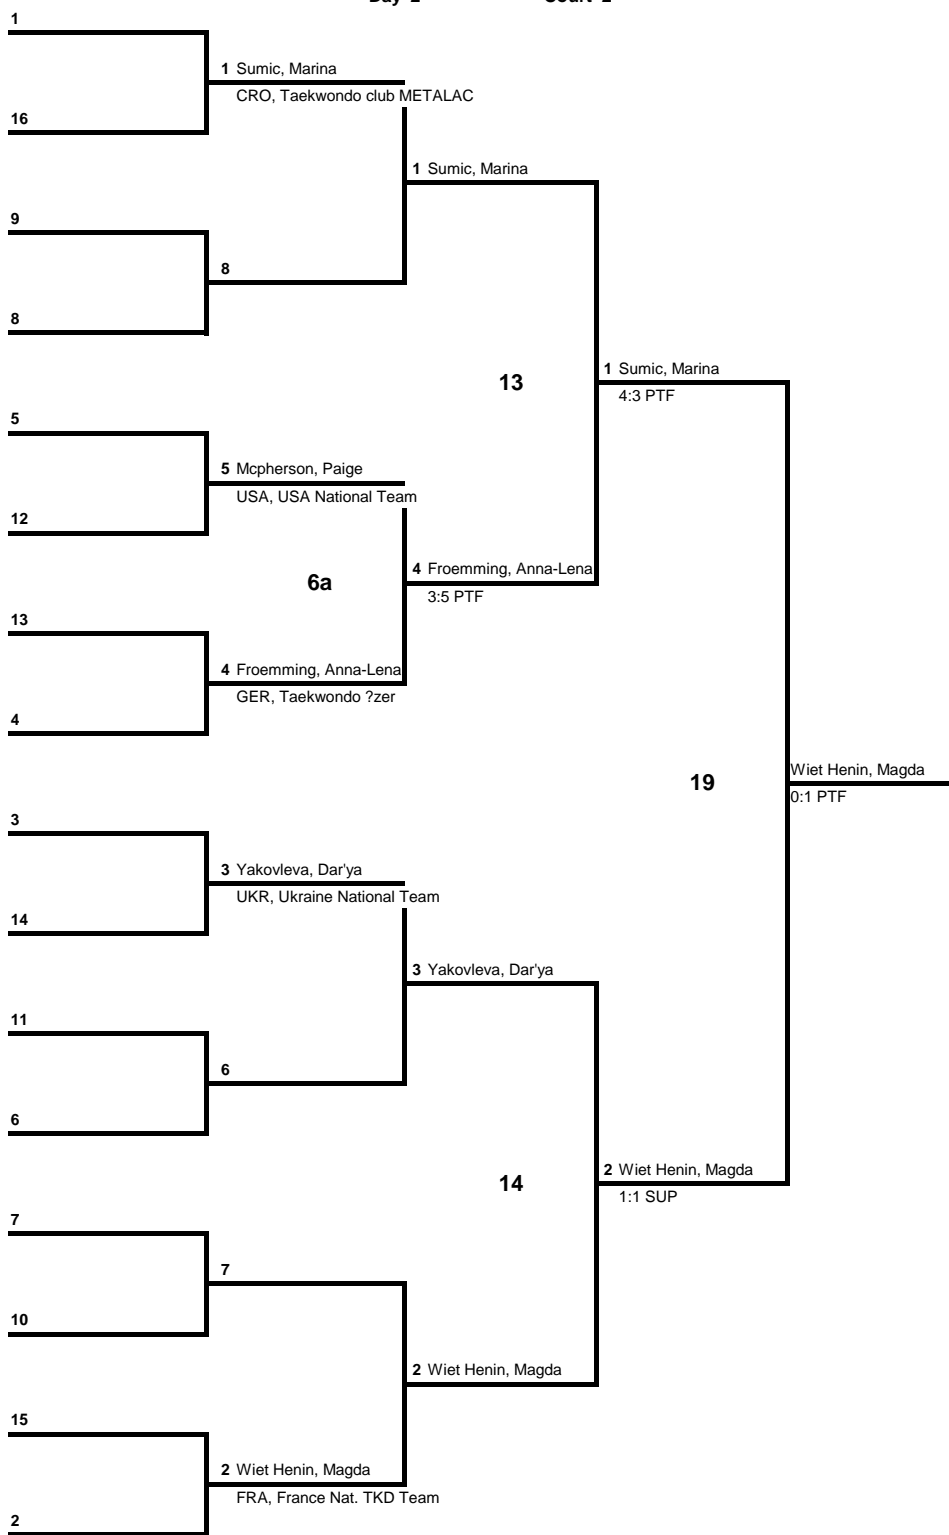 1
1 Sumic, Marina
CRO, Taekwondo club METALAC
16
1 Sumic, Marina
9
8
8
13
1 Sumic, Marina
4:3 PTF
5
5 Mcpherson, Paige
USA, USA National Team
12
6a
4 Froemming, Anna-Lena
3:5 PTF
13
4 Froemming, Anna-Lena
GER, Taekwondo ?zer
4
19
Wiet Henin, Magda
0:1 PTF
3
3 Yakovleva, Dar'ya
UKR, Ukraine National Team
14
3 Yakovleva, Dar'ya
11
6
6
14
2 Wiet Henin, Magda
1:1 SUP
7
7
10
2 Wiet Henin, Magda
15
2 Wiet Henin, Magda
FRA, France Nat. TKD Team
2